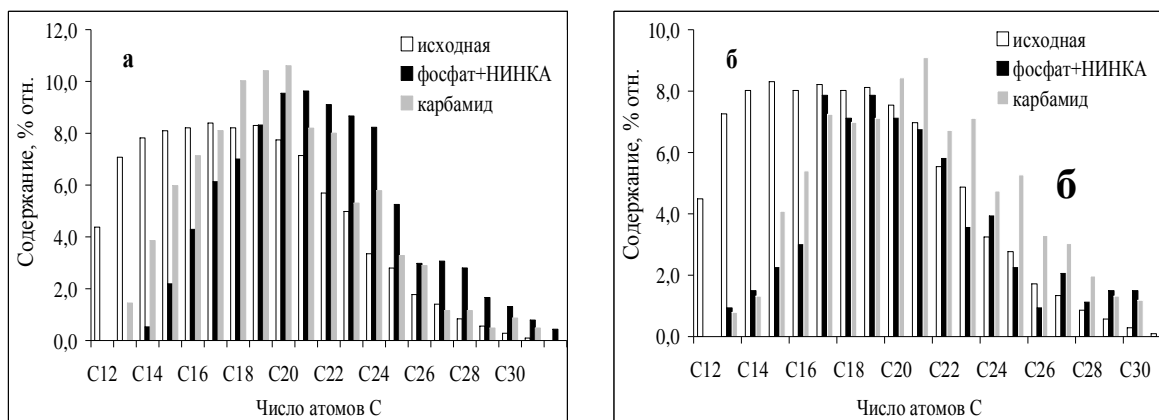 а
исходная
фосфат+НИНКА
карбамид
Содержание, % отн.
12,0
10,0
8,0
6,0
4,0
2,0
0,0
C12 C14 C16 C18 C20 C22 C24 C26 C28 C30
Число атомов С
б
исходная
фосфат+НИНКА
карбамид
б
Содержание, % отн.
10,0
8,0
6,0
4,0
2,0
0,0
C12 C14 C16 C18 C20 C22 C24 C26 C28 C30
Число атомов С